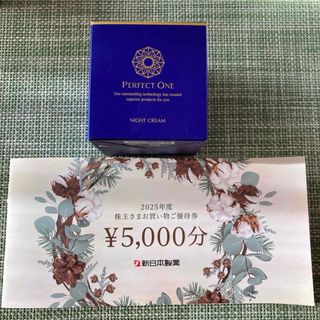 PERFECT ONE
One outstanding technology has created
superior products for you.
NIGHT CREAM
2025年度
株主さまお買い物ご優待券
¥5,000分
新日本製薬